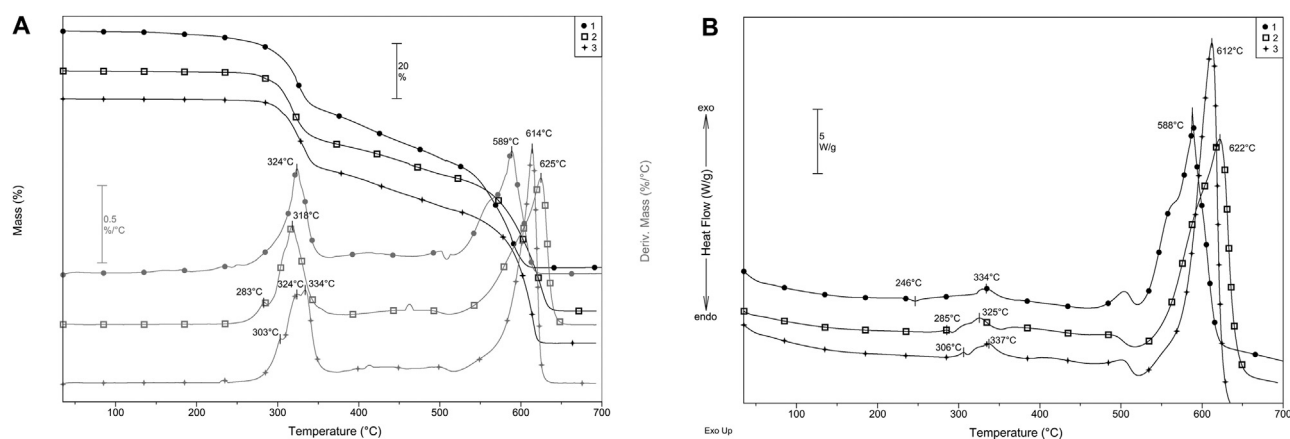 A
1
2
3
20
%
Mass (%)
0.5
%/°C
324°C
318°C
283°C
324°C
334°C
303°C
589°C
614°C
625°C
Deriv. Mass (%/°C)
100
200
300
400
500
600
700
Temperature (°C)
B
1
2
3
exo
Heat Flow (W/g)
endo
5
W/g
612°C
588°C
622°C
246°C
334°C
285°C
325°C
306°C
337°C
100
200
300
400
500
600
700
Exo Up
Temperature (°C)